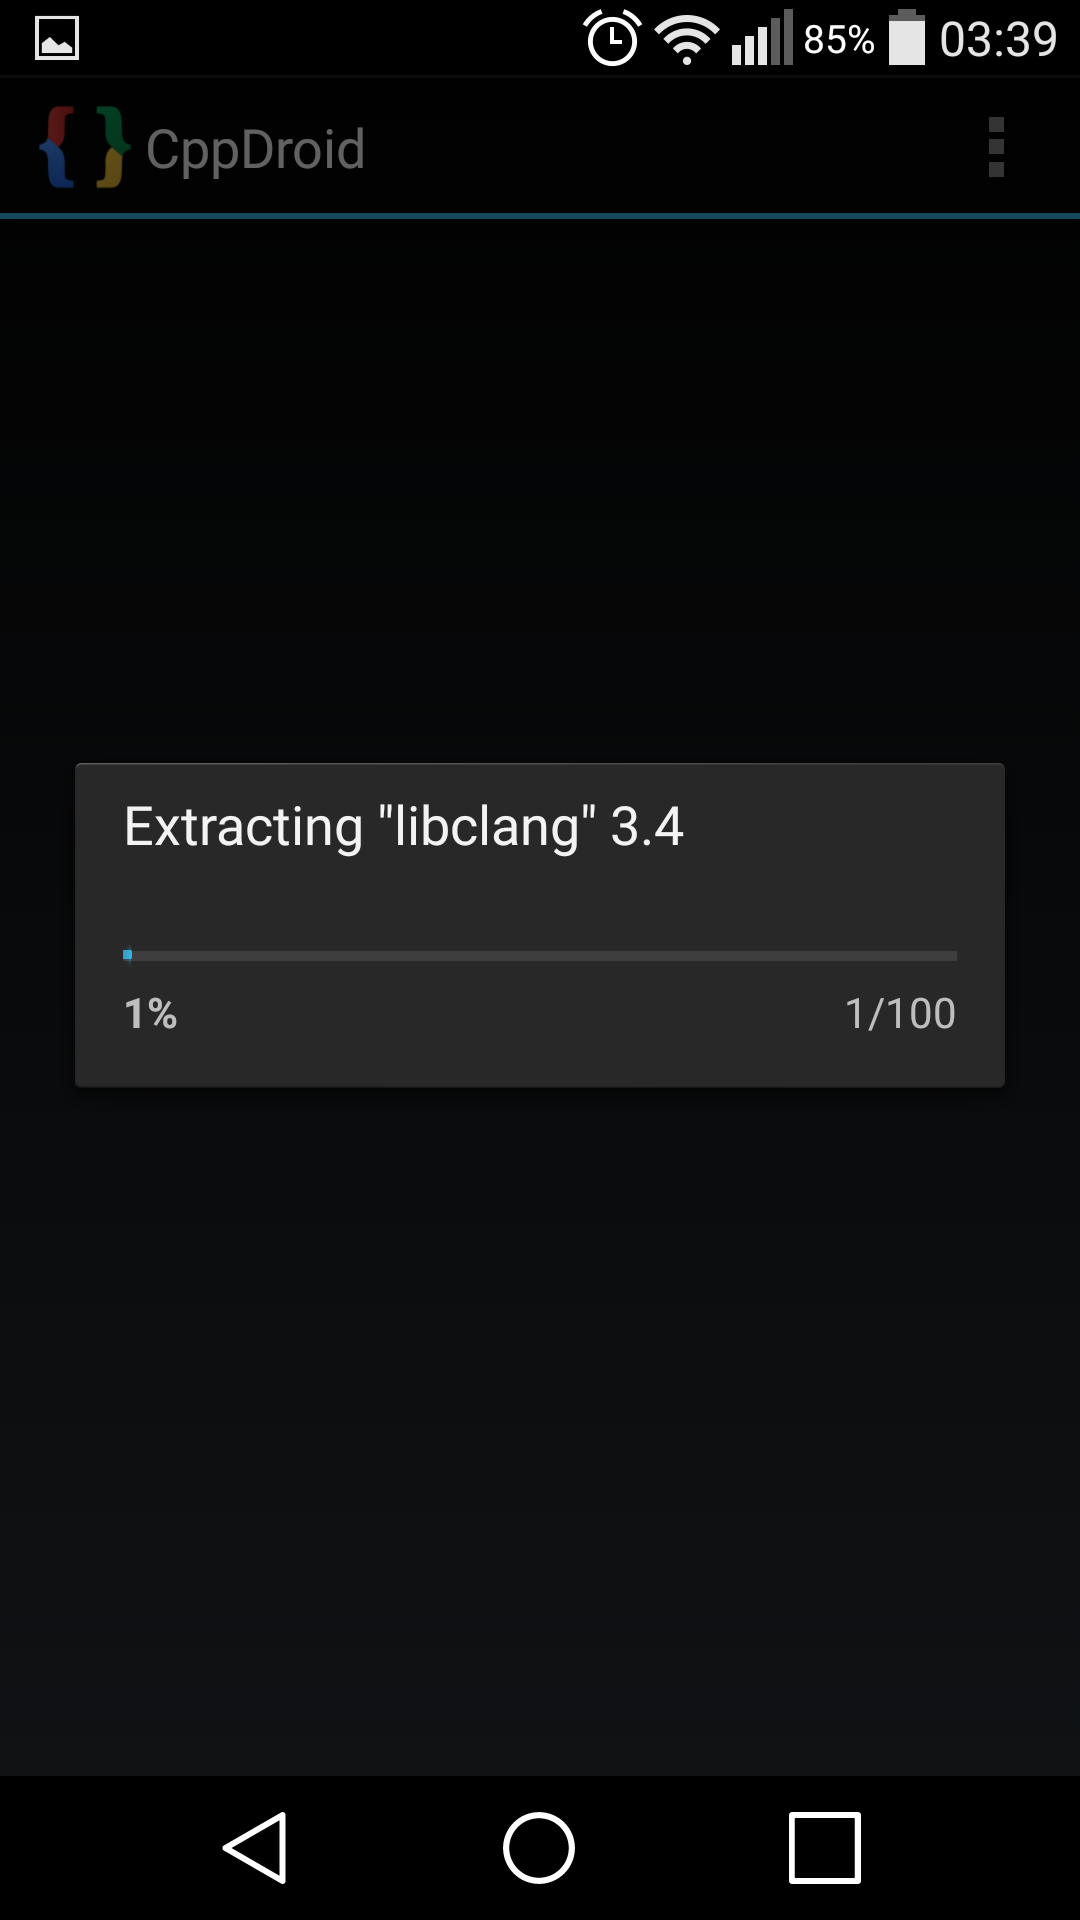 85% 03:39
{ } CppDroid
Extracting "libclang" 3.4
1% 1/100